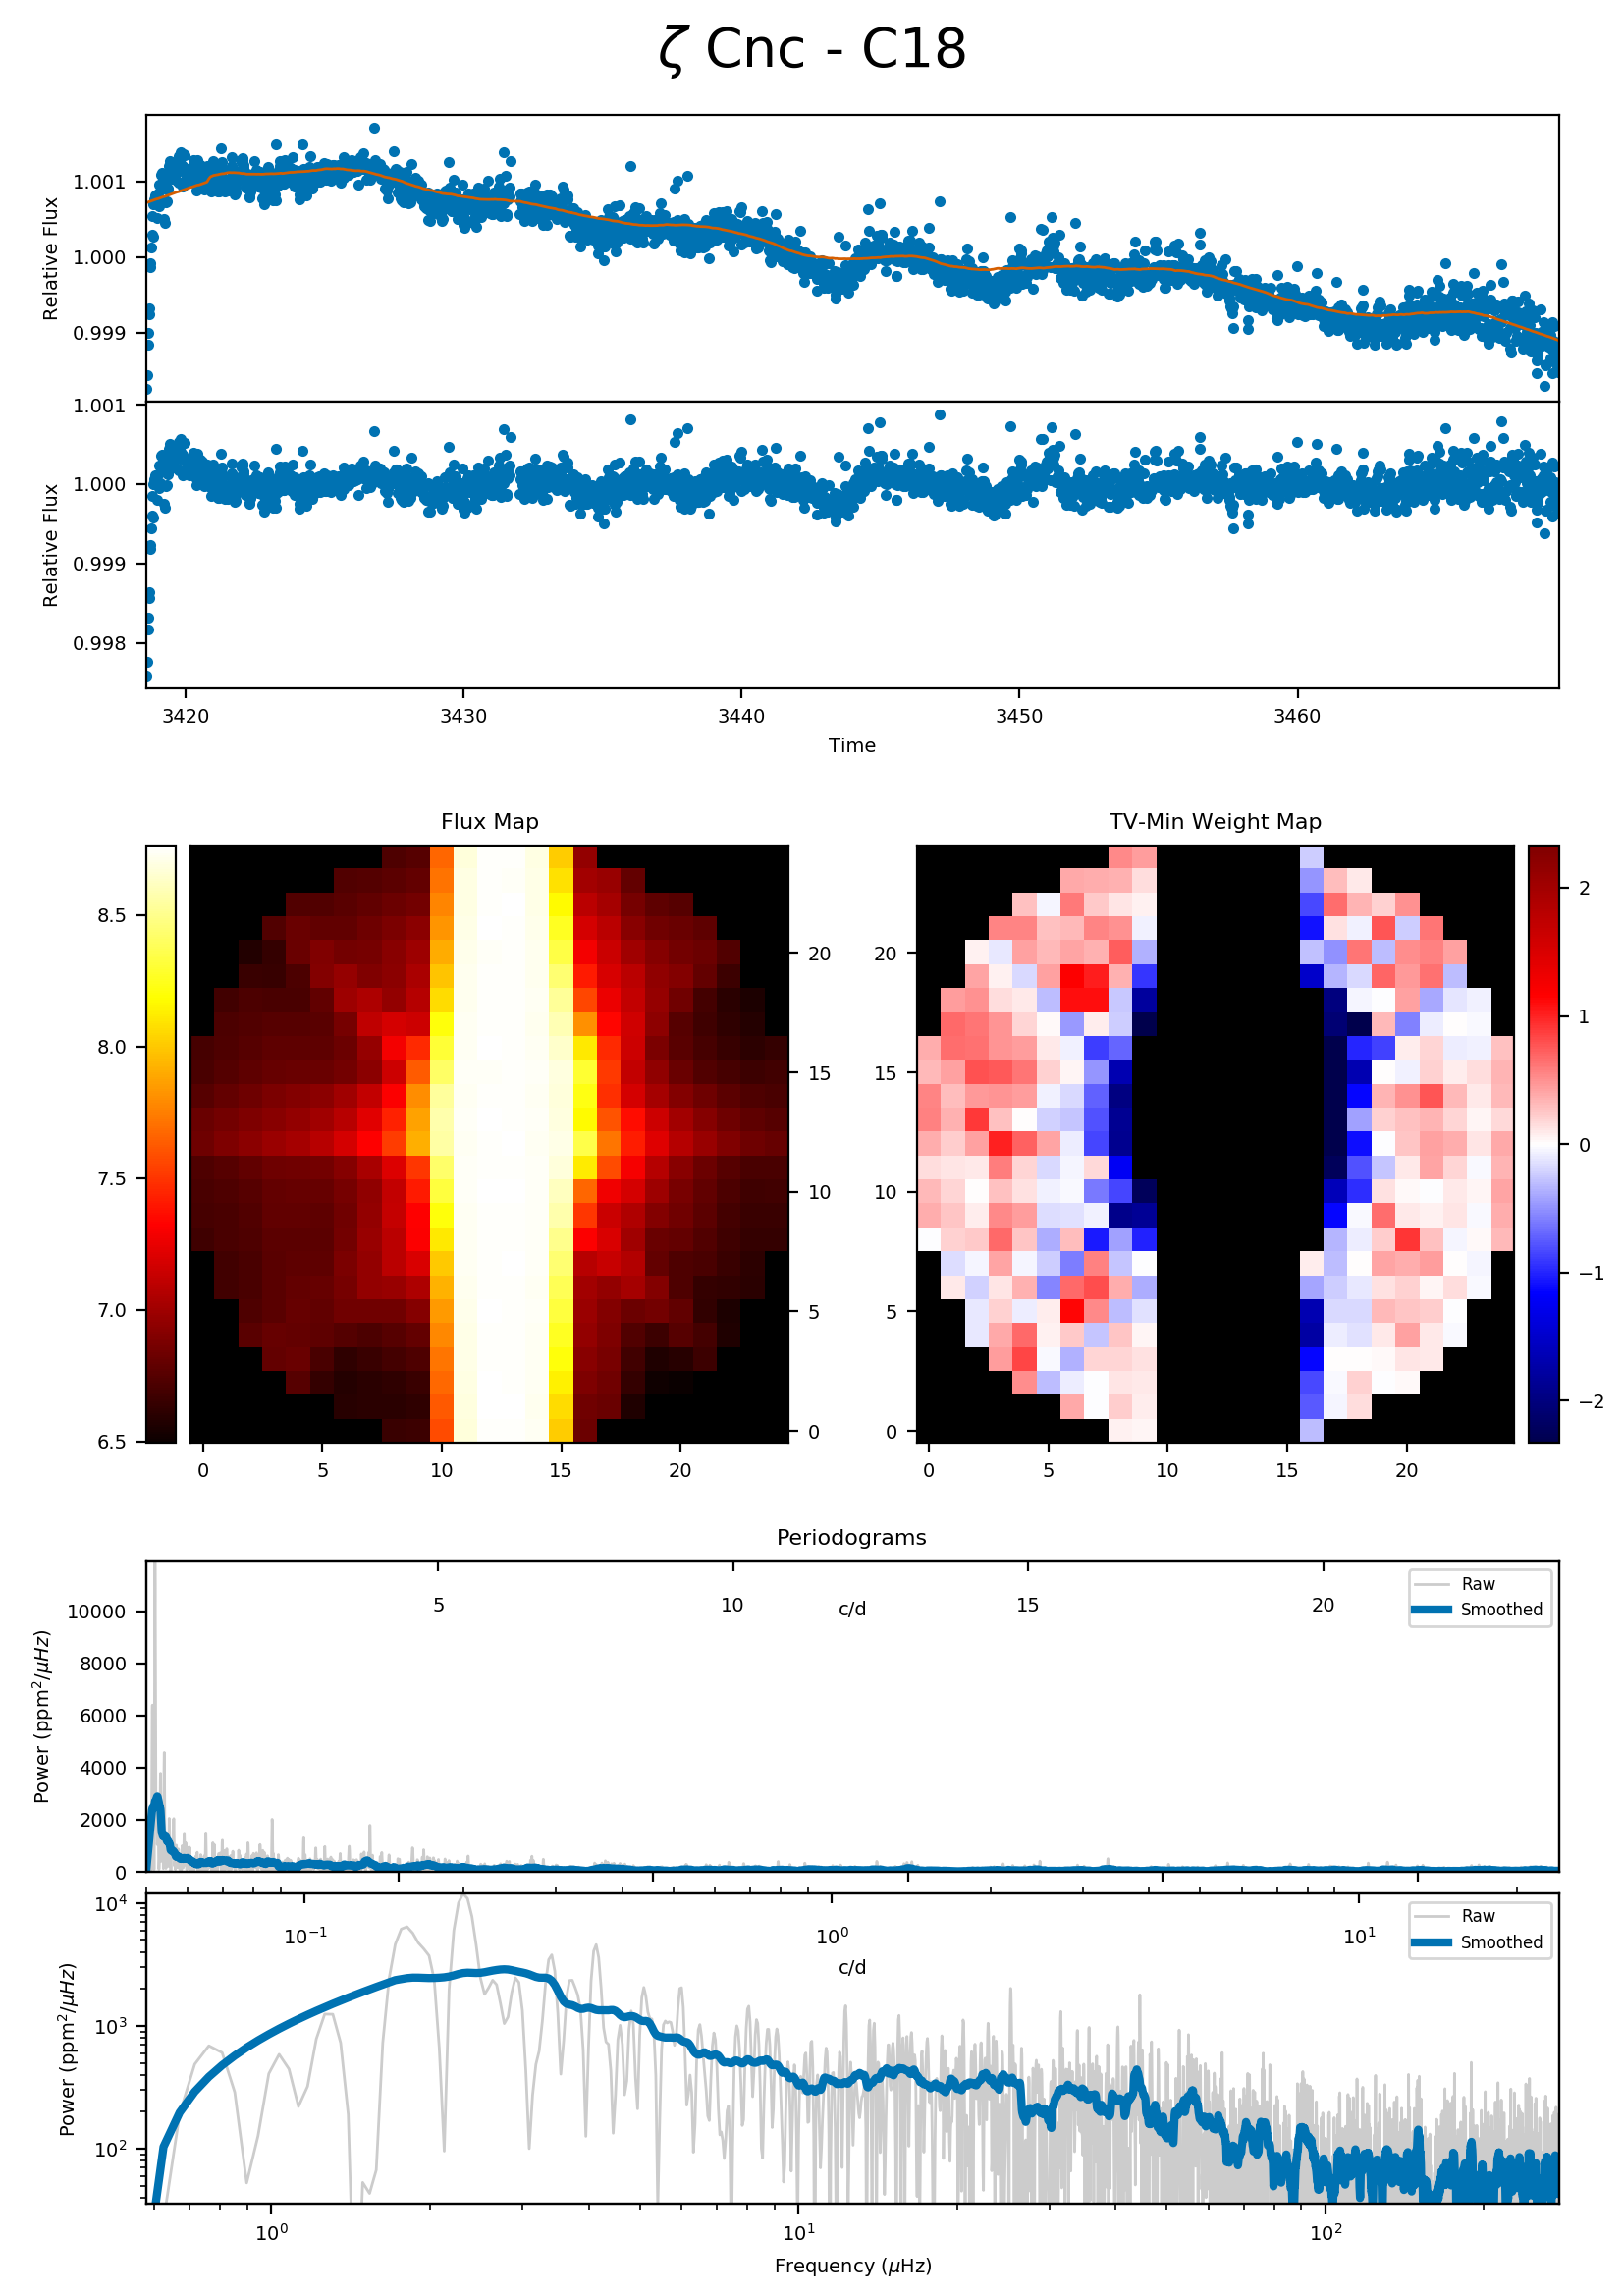 ζ Cnc - C18
1.001
1.000
0.999
Relative Flux
1.001
1.000
0.999
0.998
Relative Flux
3420 3430 3440 3450 3460
Time
Flux Map
8.5
8.0
7.5
7.0
6.5
20
15
10
5
0
0 5 10 15 20
TV-Min Weight Map
20
15
10
5
0
0 5 10 15 20
2
1
0
−1
−2
Periodograms
5 10 15 20
c/d
Raw
Smoothed
10000
8000
6000
4000
2000
0
Power (ppm²/μHz)
10⁻¹ 10⁰ 10¹
c/d
Raw
Smoothed
10⁴
10³
10²
Power (ppm²/μHz)
10⁰ 10¹ 10²
Frequency (μHz)